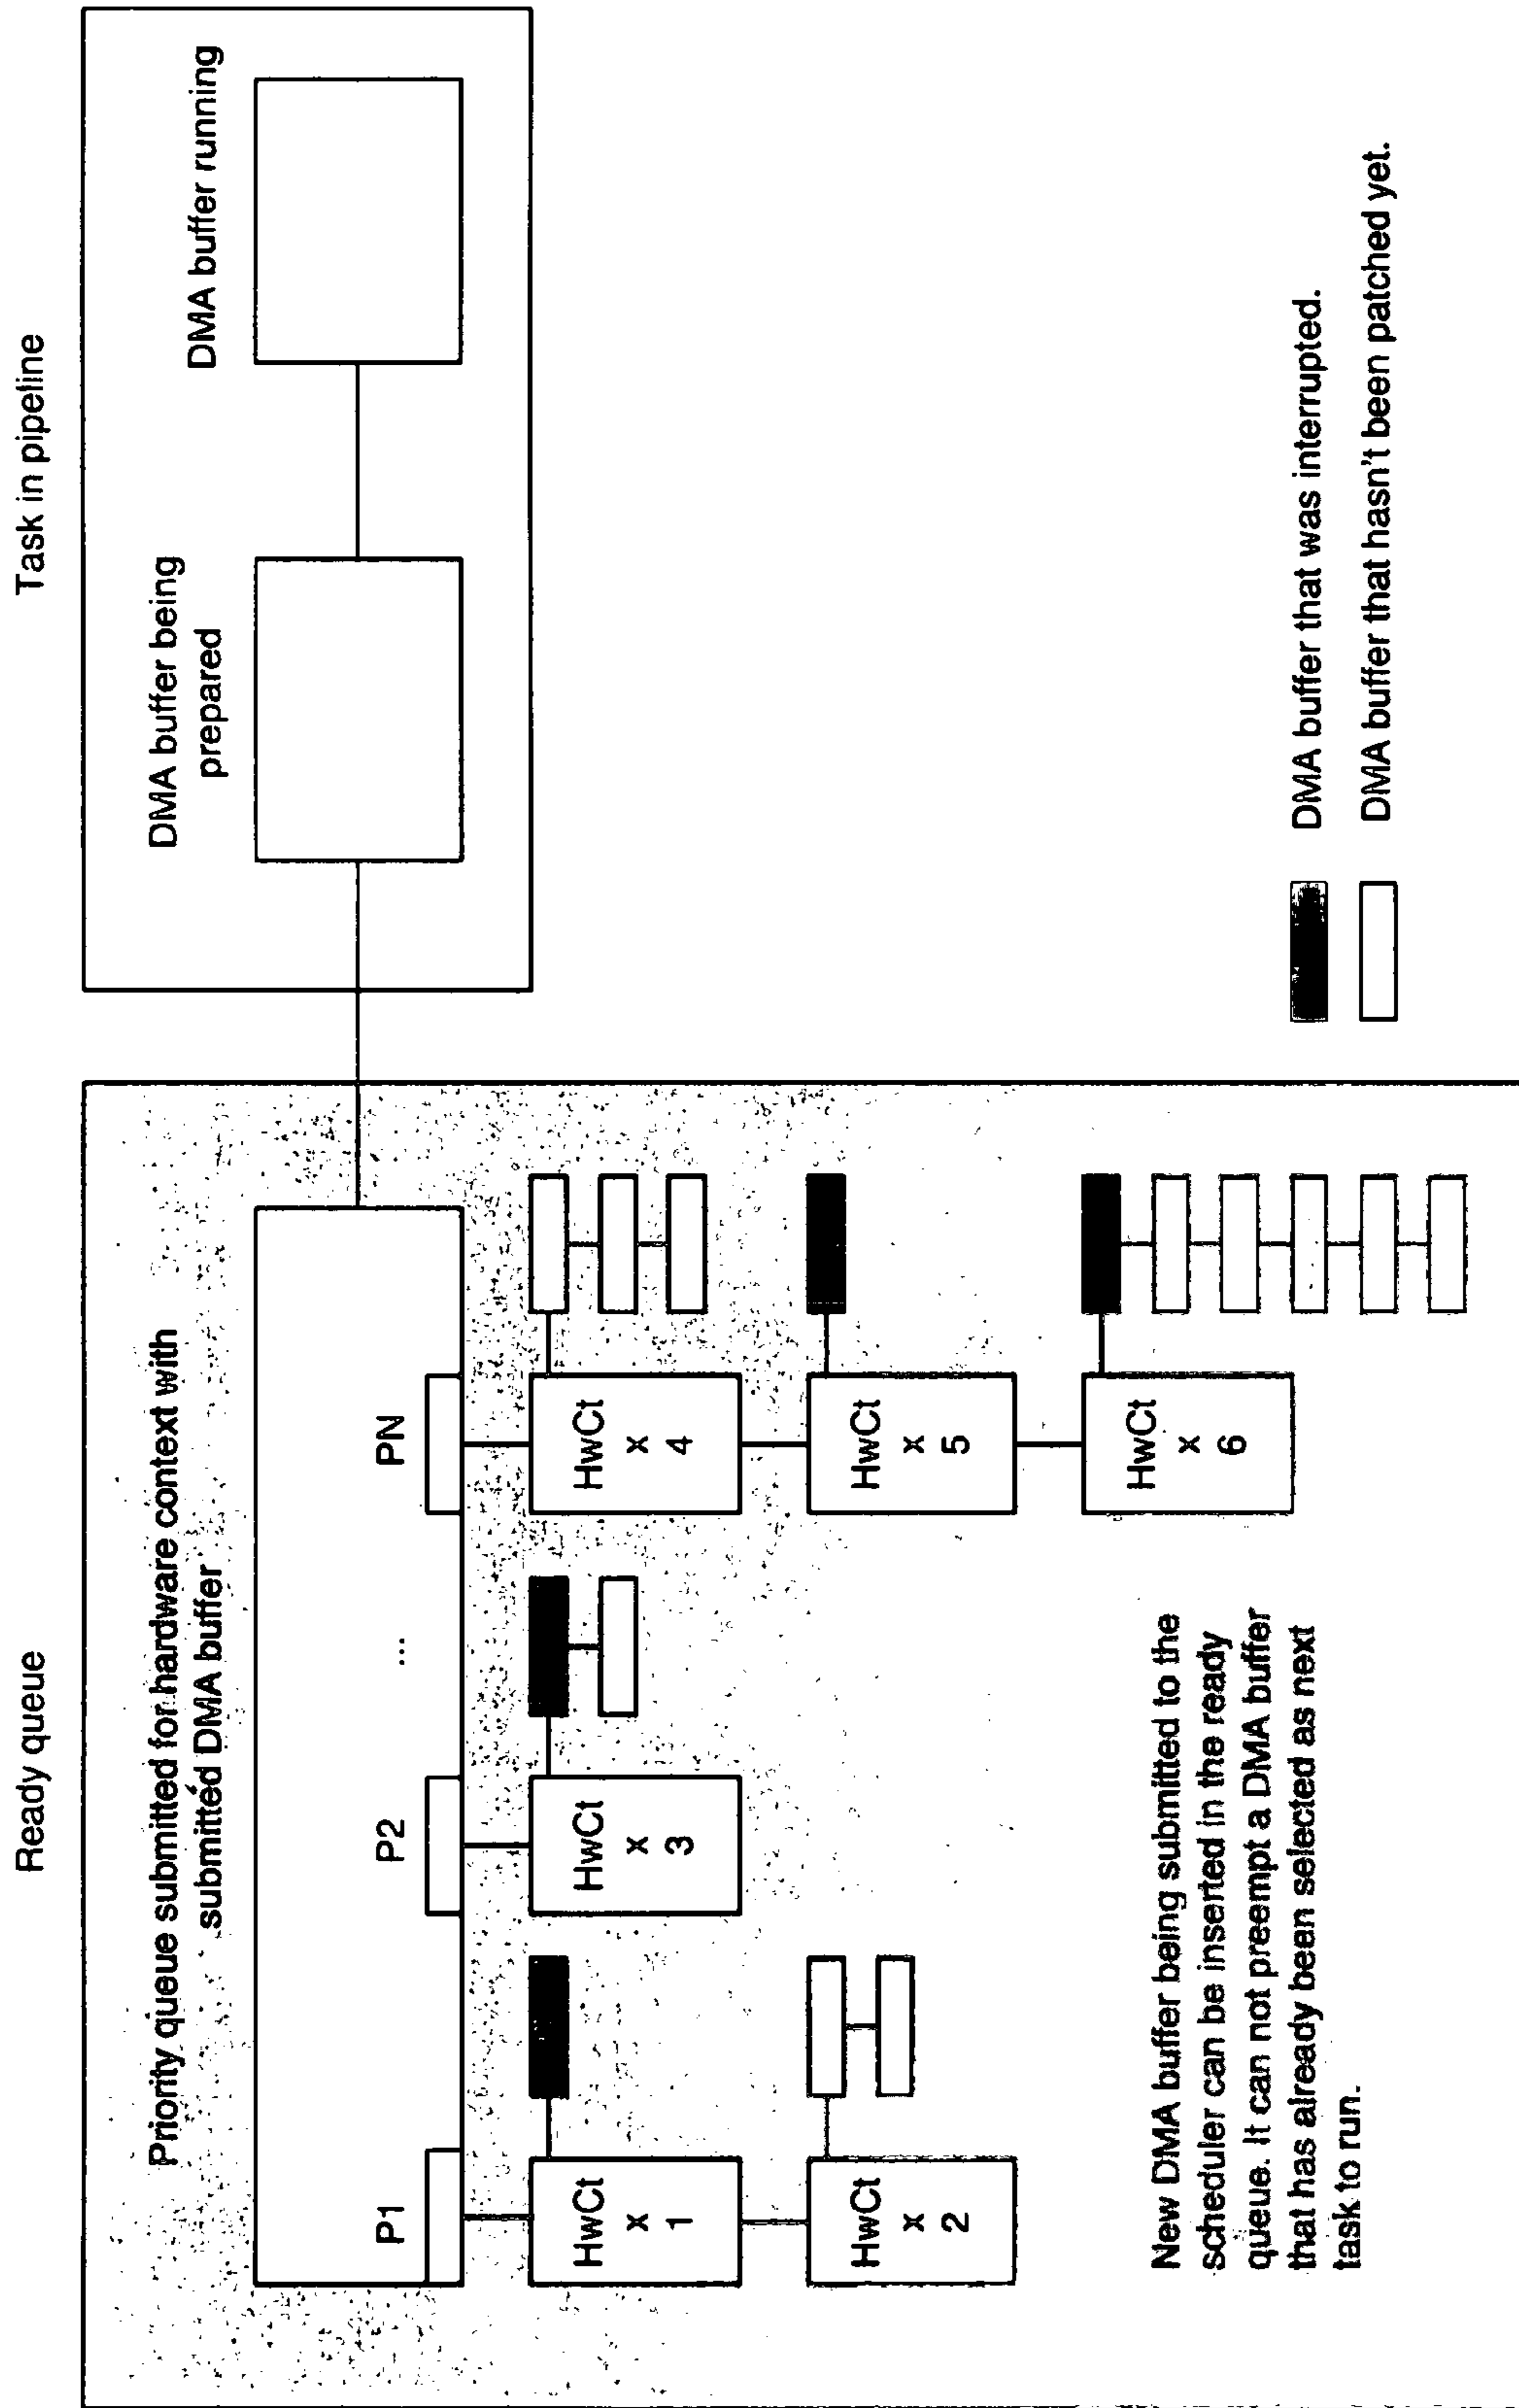 Ready queue
Task in pipeline
Priority queue submitted for hardware context with
submitted DMA buffer
DMA buffer being
prepared
DMA buffer running
P1
P2
...
PN
HwCt
x
1
HwCt
x
2
HwCt
x
3
HwCt
x
4
HwCt
x
5
HwCt
x
6
New DMA buffer being submitted to the
scheduler can be inserted in the ready
queue. It can not preempt a DMA buffer
that has already been selected as next
task to run.
DMA buffer that was interrupted.
DMA buffer that hasn't been patched yet.